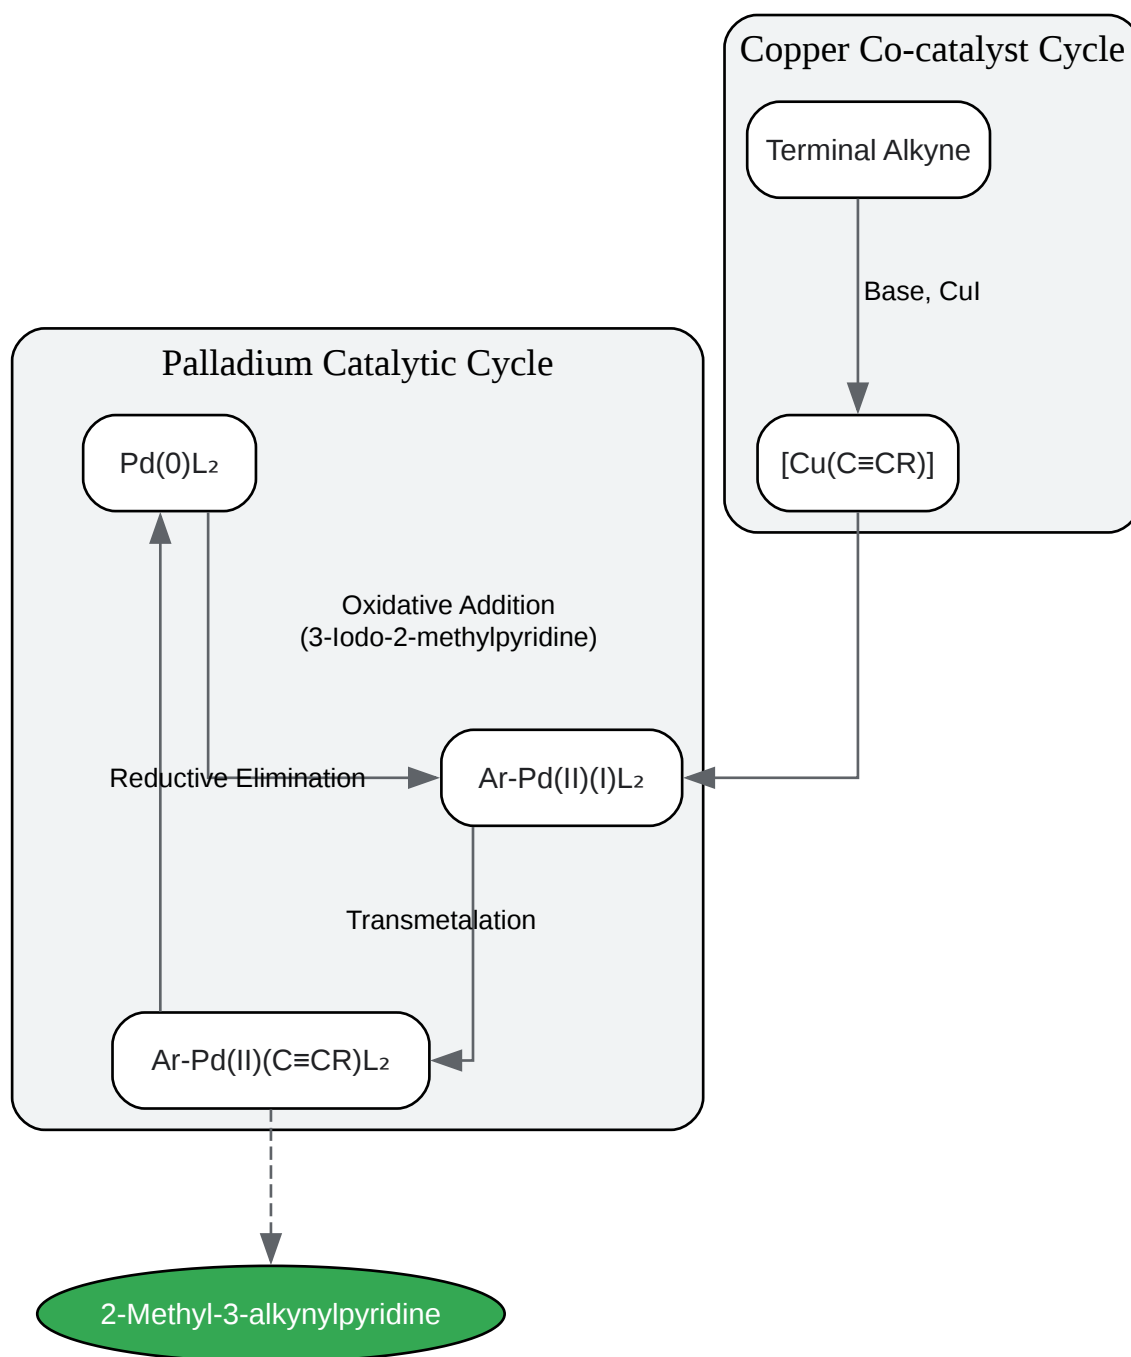 Copper Co-catalyst Cycle
Terminal Alkyne
Base, CuI
Palladium Catalytic Cycle
Pd(0)L₂
[Cu(C≡CR)]
Oxidative Addition
(3-Iodo-2-methylpyridine)
Reductive Elimination
Ar-Pd(II)(I)L₂
Transmetalation
Ar-Pd(II)(C≡CR)L₂
2-Methyl-3-alkynylpyridine